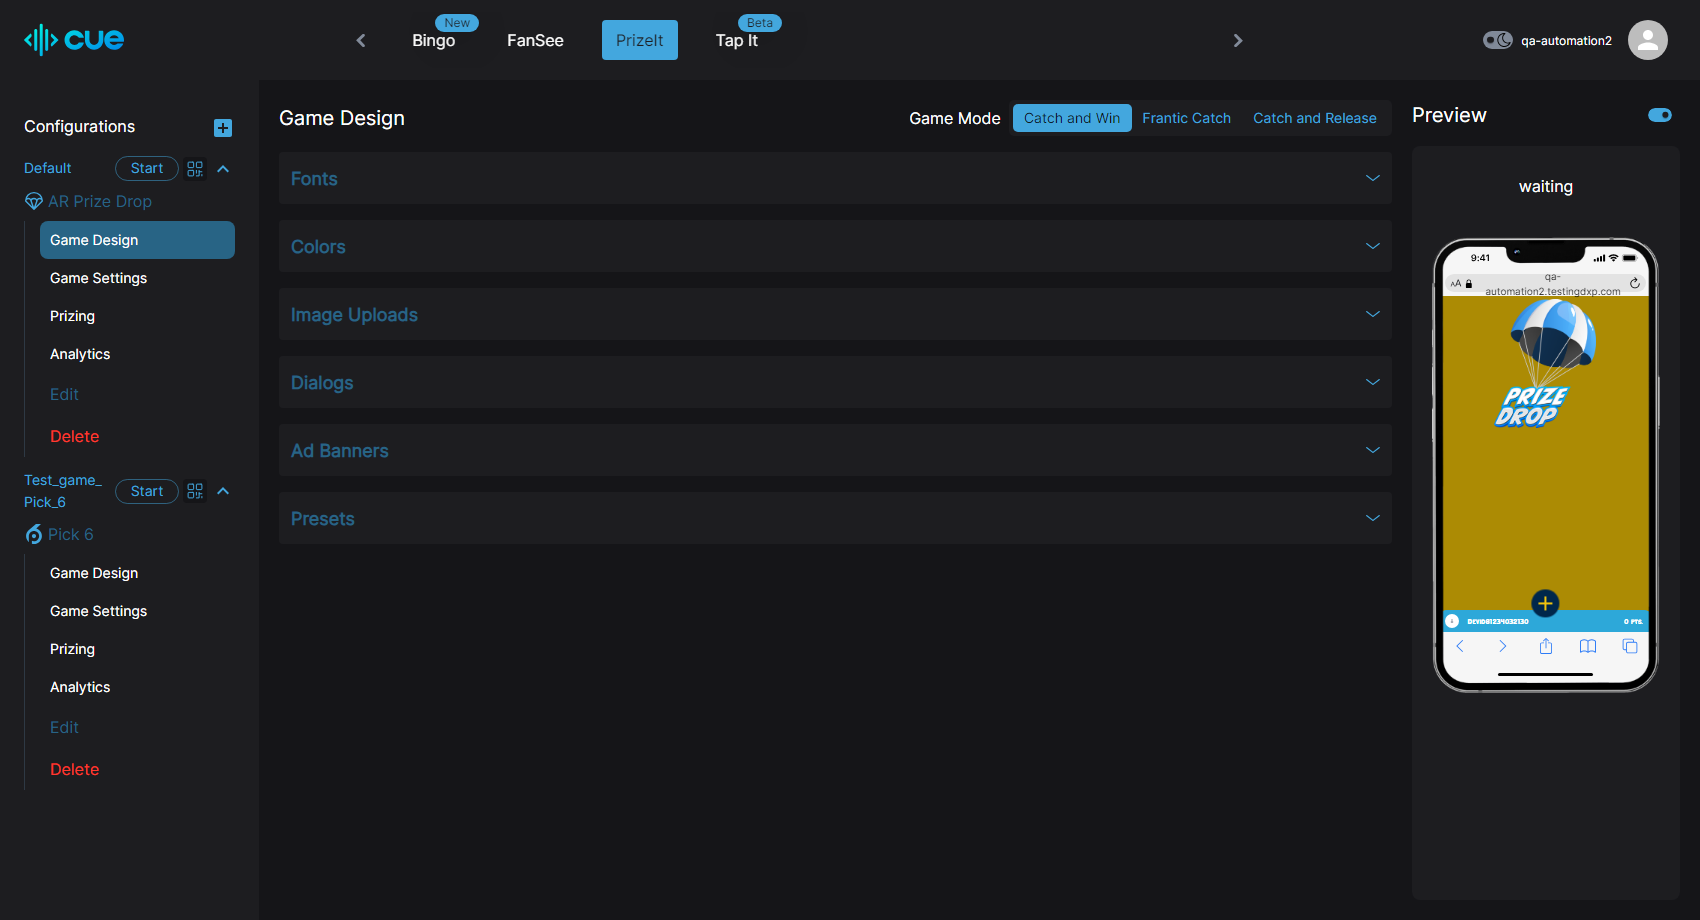 cue
New
Bingo
FanSee
PrizeIt
Beta
Tap It
qa-automation2
Configurations
Default
Start
AR Prize Drop
Game Design
Game Settings
Prizing
Analytics
Edit
Delete
Test_game_
Pick_6
Start
Pick 6
Game Design
Game Settings
Prizing
Analytics
Edit
Delete
Game Design
Game Mode
Catch and Win
Frantic Catch
Catch and Release
Fonts
Colors
Image Uploads
Dialogs
Ad Banners
Presets
Preview
waiting
9:41
AA
qa-
automation2.testingdxp.com
PRIZE
DROP
0 PTS.